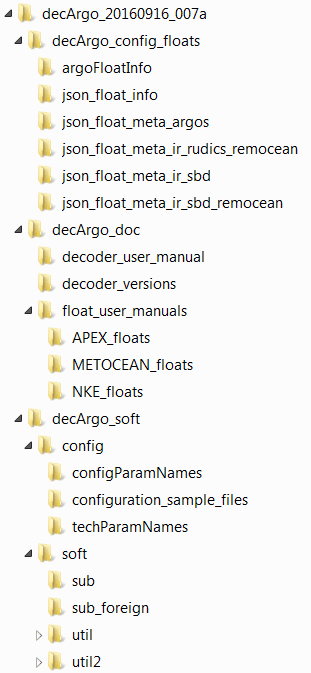 decArgo_20160916_007a
decArgo_config_floats
argoFloatInfo
json_float_info
json_float_meta_argos
json_float_meta_ir_rudics_remocean
json_float_meta_ir_sbd
json_float_meta_ir_sbd_remocean
decArgo_doc
decoder_user_manual
decoder_versions
float_user_manuals
APEX_floats
METOCEAN_floats
NKE_floats
decArgo_soft
config
configParamNames
configuration_sample_files
techParamNames
soft
sub
sub_foreign
util
util2